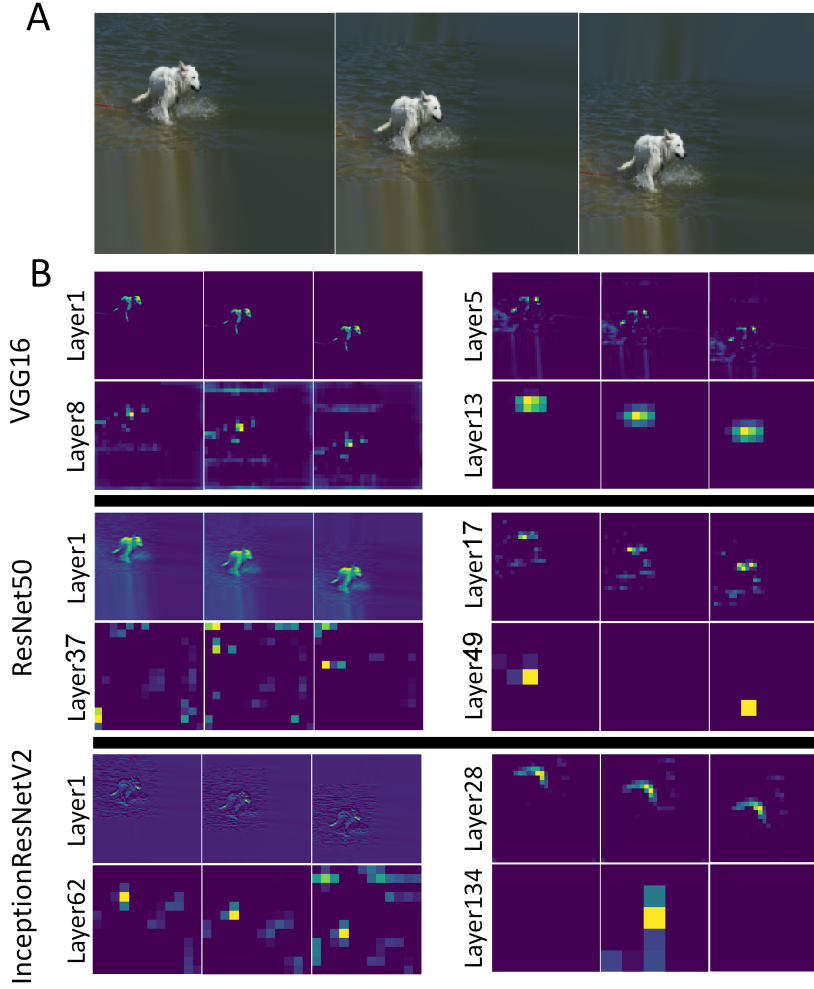 A
B
VGG16
Layer1
Layer5
Layer8
Layer13
ResNet50
Layer1
Layer17
Layer37
Layer49
InceptionResNetV2
Layer1
Layer28
Layer62
Layer134